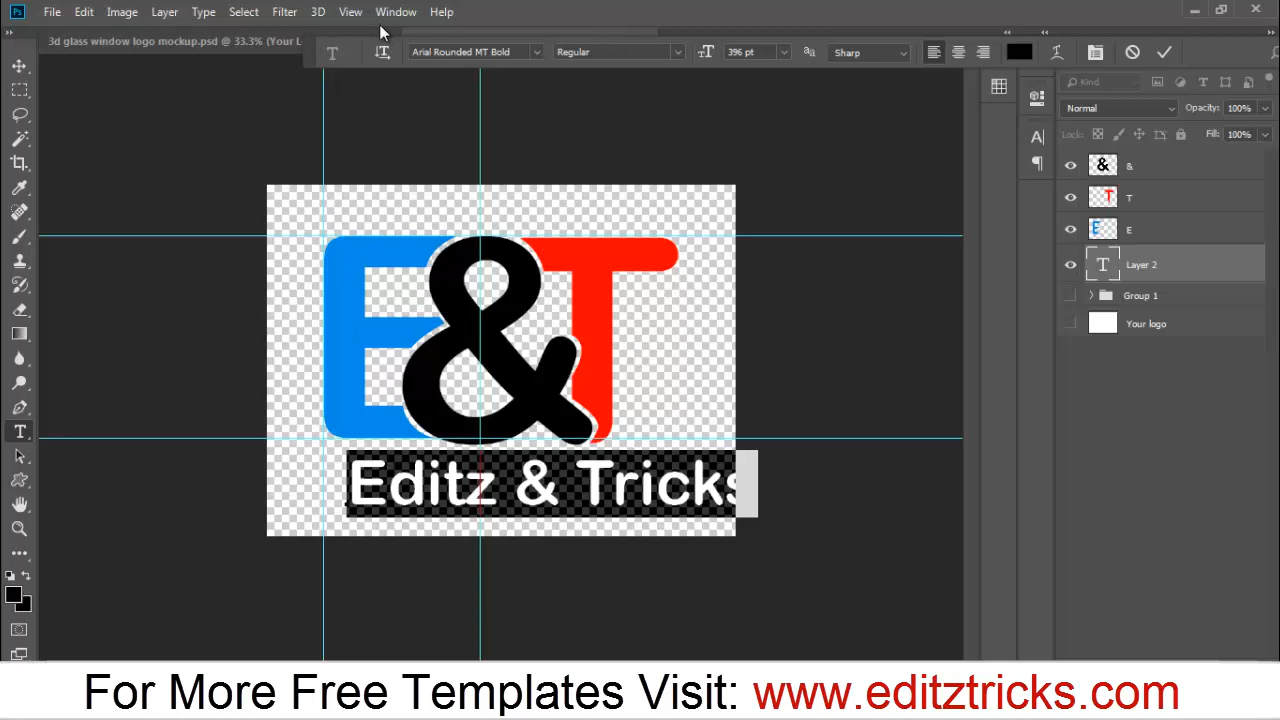 Ps File Edit Image Layer Type Select Filter 3D View Window Help
3d glass window logo mockup.psd @ 33.3% (Your L
T Arial Rounded MT Bold Regular 396 pt Sharp
Kind
Normal Opacity: 100%
Lock: Fill: 100%
& &
T T
E E
T Layer 2
Group 1
Your logo
E&T
Editz & Tricks
For More Free Templates Visit: www.editztricks.com